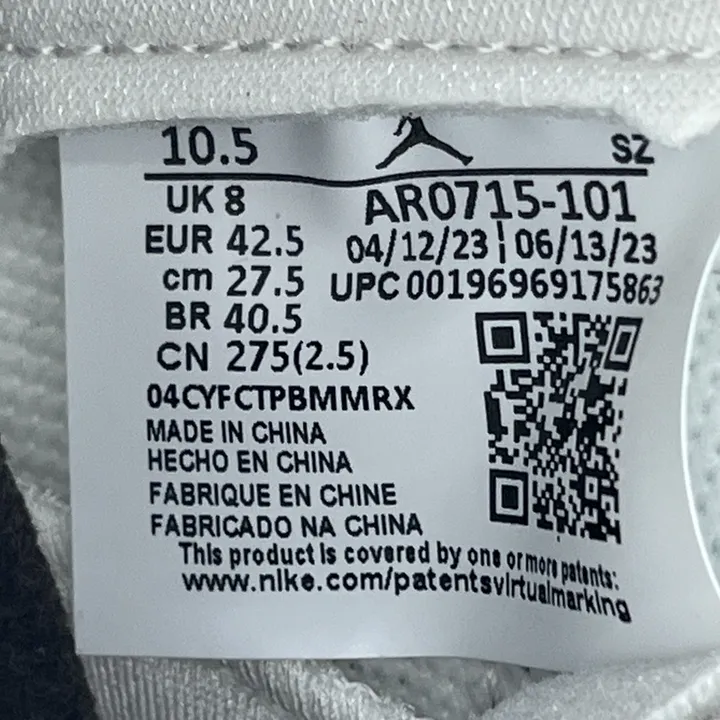 10.5 SZ
UK 8 AR0715-101
EUR 42.5 04/12/23 | 06/13/23
cm 27.5 UPC 00196969175863
BR 40.5
CN 275(2.5)
04CYFCTPBMMRX
MADE IN CHINA
HECHO EN CHINA
FABRIQUE EN CHINE
FABRICADO NA CHINA
This product is covered by one or more patents:
www.nike.com/patentsvirtualmarking